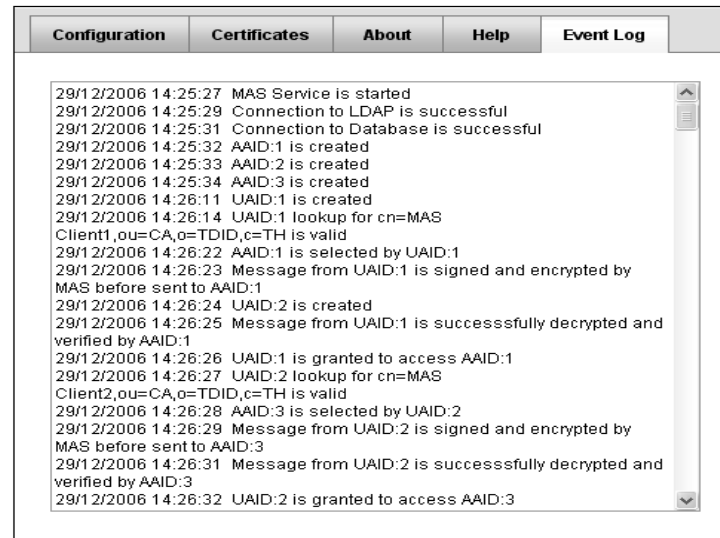 Configuration Certificates About Help Event Log
29/12/2006 14:25:27 MAS Service is started
29/12/2006 14:25:29 Connection to LDAP is successful
29/12/2006 14:25:31 Connection to Database is successful
29/12/2006 14:25:32 AAID:1 is created
29/12/2006 14:25:33 AAID:2 is created
29/12/2006 14:25:34 AAID:3 is created
29/12/2006 14:26:11 UAID:1 is created
29/12/2006 14:26:14 UAID:1 lookup for cn=MAS
Client1,ou=CA,o=TDID,c=TH is valid
29/12/2006 14:26:22 AAID:1 is selected by UAID:1
29/12/2006 14:26:23 Message from UAID:1 is signed and encrypted by
MAS before sent to AAID:1
29/12/2006 14:26:24 UAID:2 is created
29/12/2006 14:26:25 Message from UAID:1 is successsfully decrypted and
verified by AAID:1
29/12/2006 14:26:26 UAID:1 is granted to access AAID:1
29/12/2006 14:26:27 UAID:2 lookup for cn=MAS
Client2,ou=CA,o=TDID,c=TH is valid
29/12/2006 14:26:28 AAID:3 is selected by UAID:2
29/12/2006 14:26:29 Message from UAID:2 is signed and encrypted by
MAS before sent to AAID:3
29/12/2006 14:26:31 Message from UAID:2 is successsfully decrypted and
verified by AAID:3
29/12/2006 14:26:32 UAID:2 is granted to access AAID:3